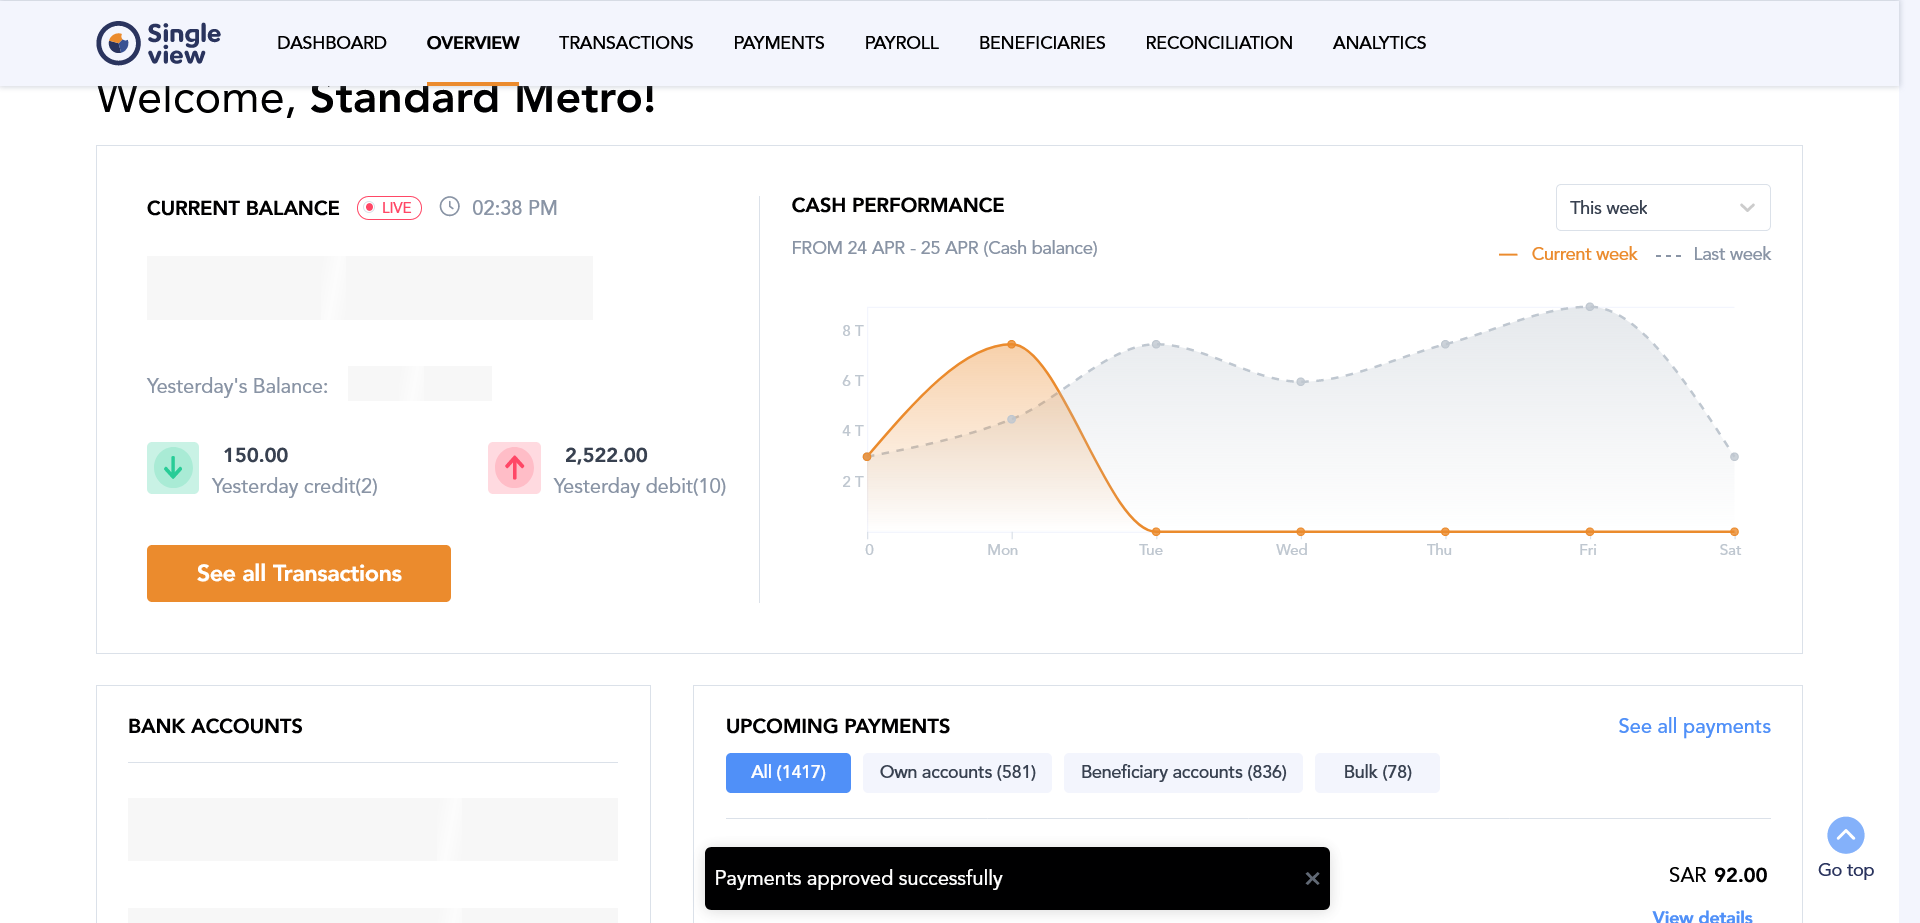 Single
view
DASHBOARD
OVERVIEW
TRANSACTIONS
PAYMENTS
PAYROLL
BENEFICIARIES
RECONCILIATION
ANALYTICS
Welcome, Standard Metro!
CURRENT BALANCE
LIVE
02:38 PM
Yesterday's Balance:
150.00
Yesterday credit(2)
2,522.00
Yesterday debit(10)
See all Transactions
CASH PERFORMANCE
FROM 24 APR - 25 APR (Cash balance)
This week
Current week
Last week
8 T
6 T
4 T
2 T
0
Mon
Tue
Wed
Thu
Fri
Sat
BANK ACCOUNTS
UPCOMING PAYMENTS
See all payments
All (1417)
Own accounts (581)
Beneficiary accounts (836)
Bulk (78)
SAR 92.00
View details
Payments approved successfully
Go top